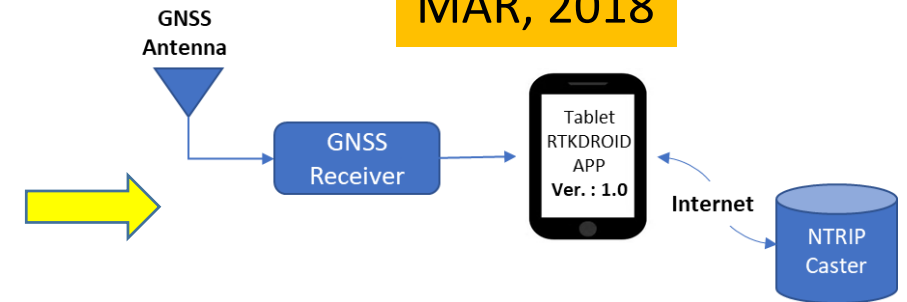 MAR, 2018
GNSS
Antenna
GNSS
Receiver
Tablet
RTKDROID
APP
Ver. : 1.0
Internet
NTRIP
Caster